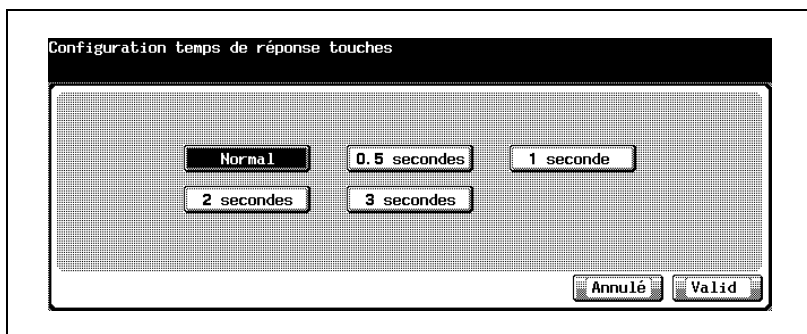 Configuration temps de réponse touches
Normal 0.5 secondes 1 seconde
2 secondes 3 secondes
Annulé Valid